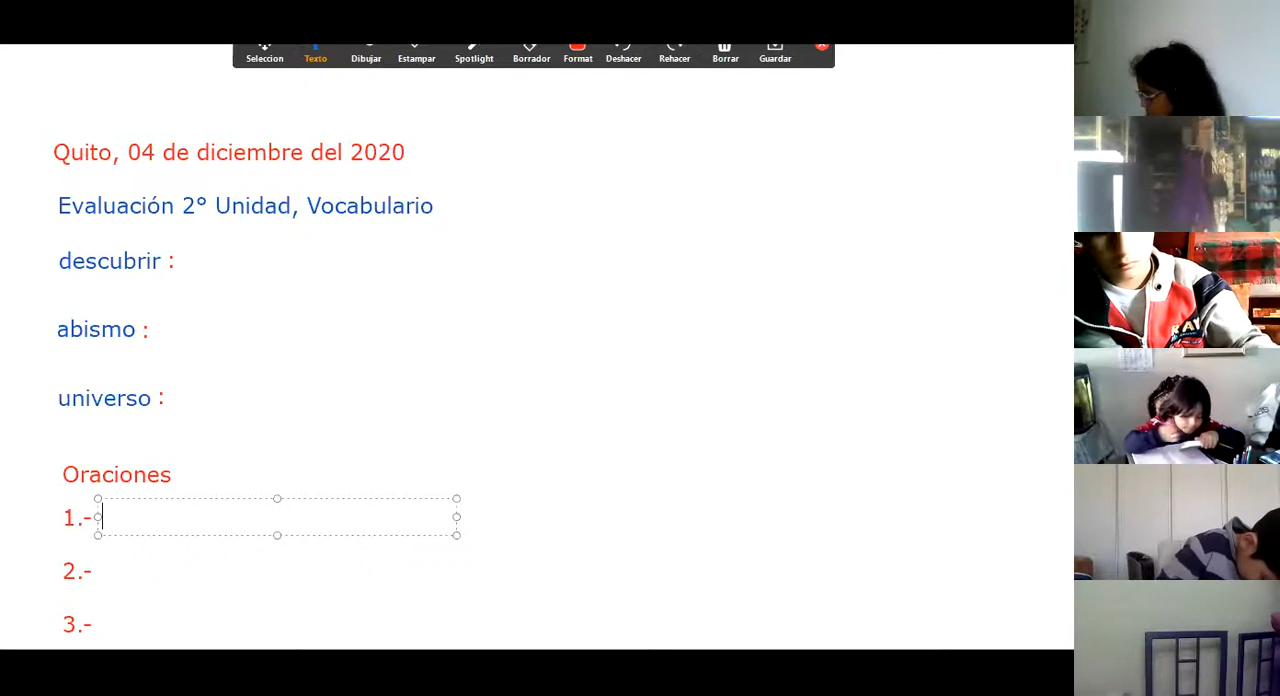 Seleccion Texto Dibujar Estampar Spotlight Borrador Format Deshacer Rehacer Borrar Guardar
Quito, 04 de diciembre del 2020
Evaluación 2° Unidad, Vocabulario
descubrir :
abismo :
universo :
Oraciones
1.-
2.-
3.-